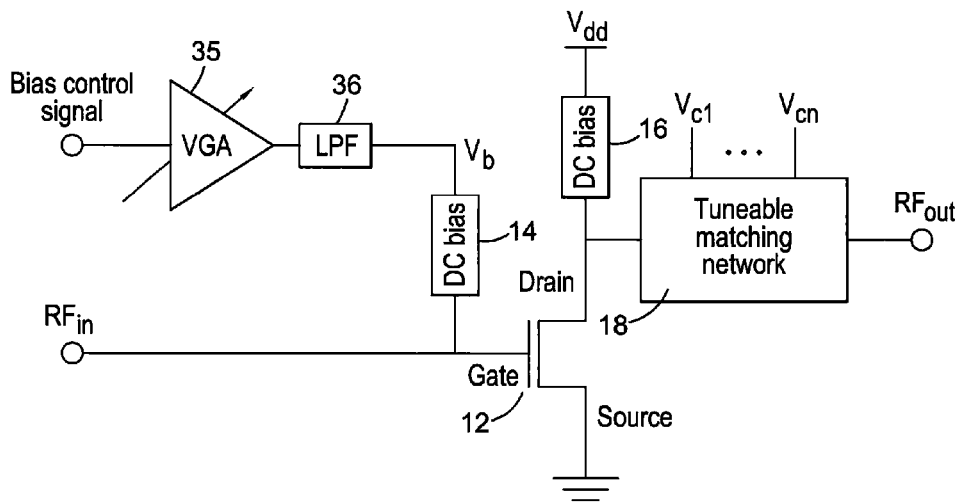 35
Bias control
signal
VGA
36
LPF
V_b
DC bias
14
V_dd
DC bias
16
V_c1
...
V_cn
Tuneable
matching
network
18
RF_out
RF_in
Drain
Gate
12
Source